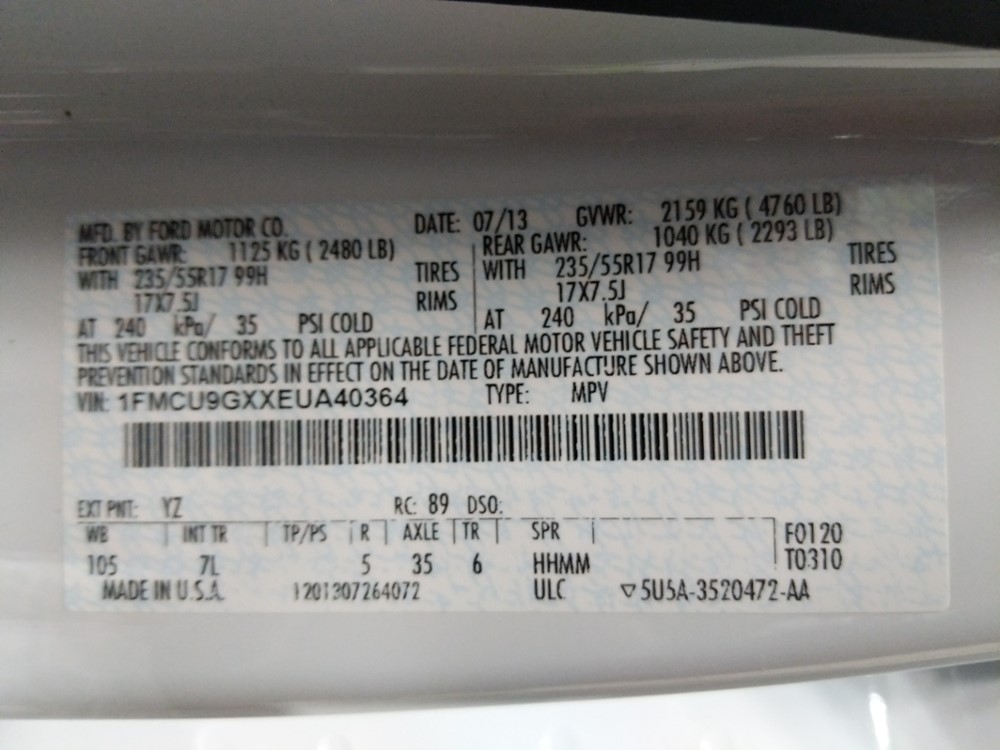 MFD. BY FORD MOTOR CO. DATE: 07/13 GVWR: 2159 KG ( 4760 LB)
FRONT GAWR: 1125 KG ( 2480 LB) REAR GAWR: 1040 KG ( 2293 LB)
WITH 235/55R17 99H TIRES WITH 235/55R17 99H TIRES
17X7.5J RIMS 17X7.5J RIMS
AT 240 kPa/ 35 PSI COLD AT 240 kPa/ 35 PSI COLD
THIS VEHICLE CONFORMS TO ALL APPLICABLE FEDERAL MOTOR VEHICLE SAFETY AND THEFT
PREVENTION STANDARDS IN EFFECT ON THE DATE OF MANUFACTURE SHOWN ABOVE.
VIN: 1FMCU9GXXEUA40364 TYPE: MPV
EXT PNT: YZ RC: 89 DSO:
WB INT TR TP/PS R AXLE TR SPR F0120
105 7L 5 35 6 HHMM T0310
MADE IN U.S.A. 1201307264072 ULC ▽5U5A-3520472-AA